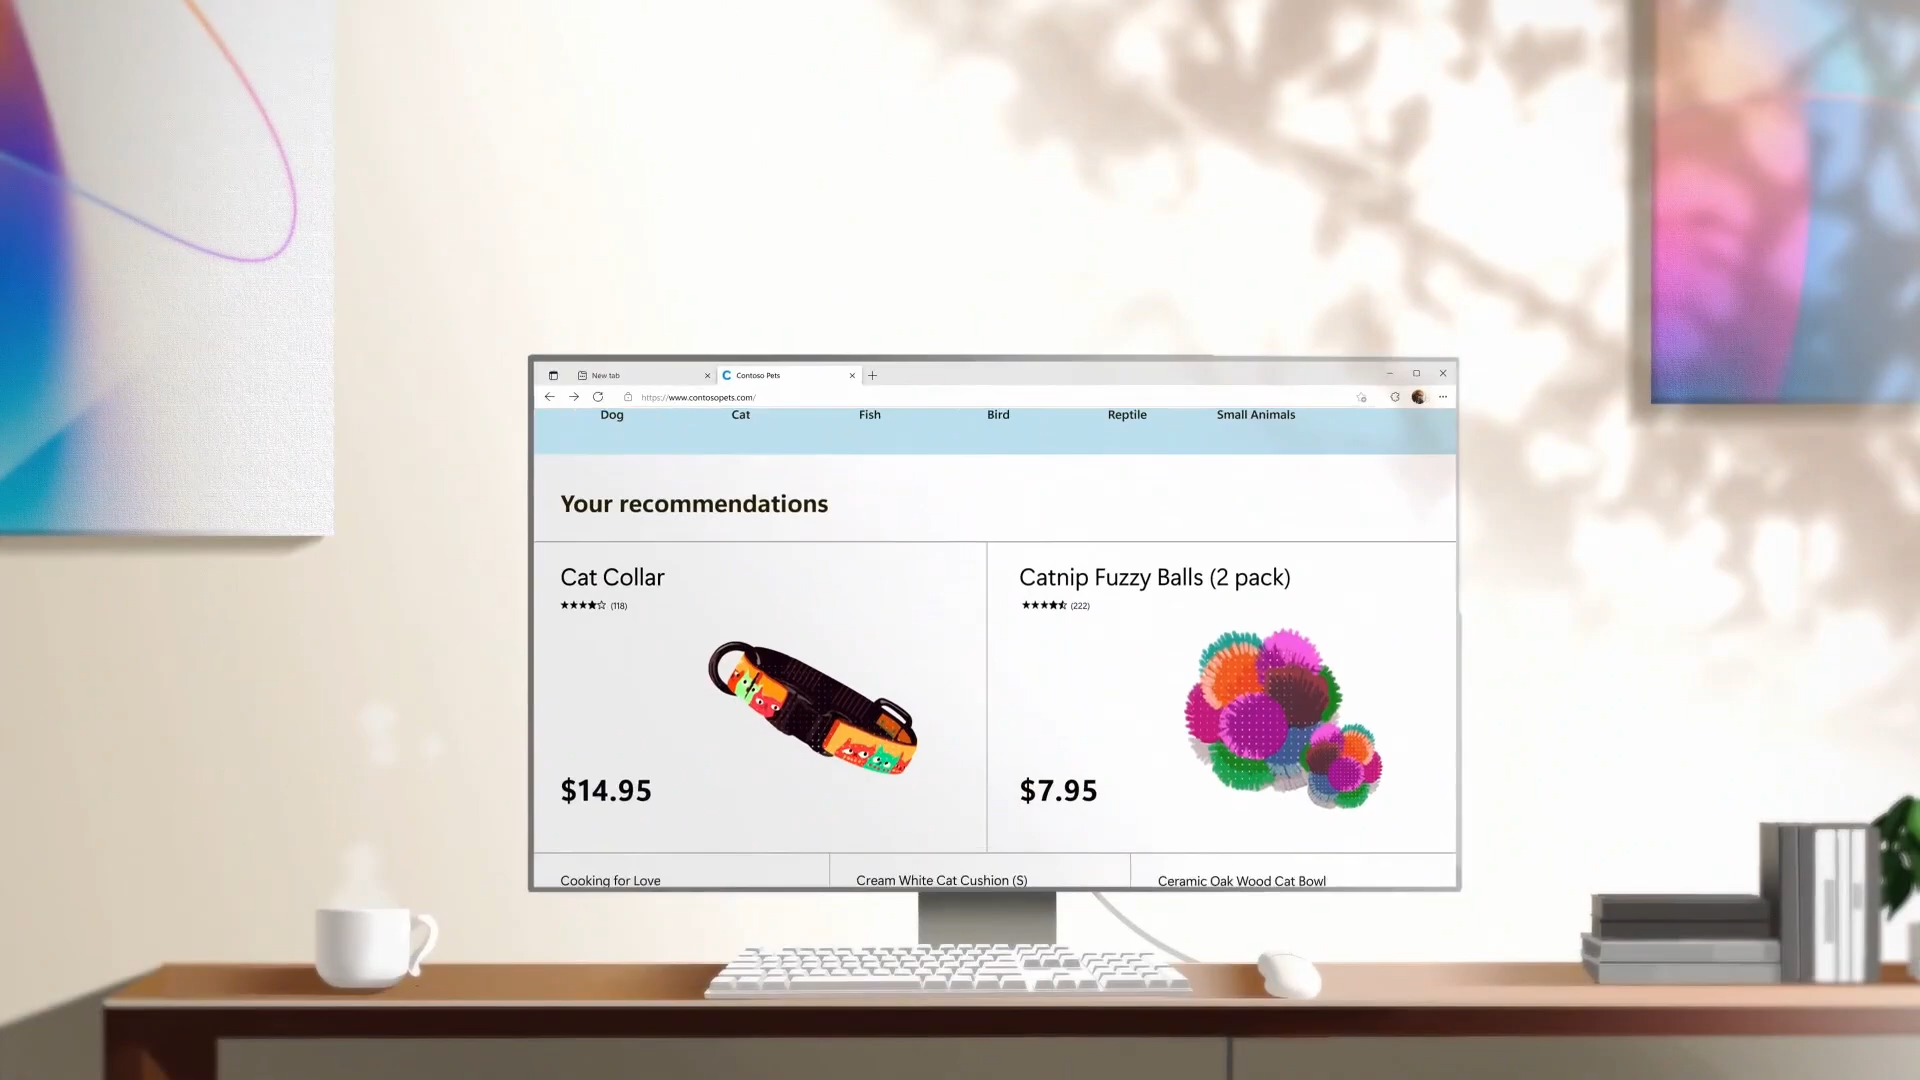 New tab
Contoso Pets
https://www.contosopets.com/
Dog Cat Fish Bird Reptile Small Animals
Your recommendations
Cat Collar
(118)
$14.95
Catnip Fuzzy Balls (2 pack)
(222)
$7.95
Cooking for Love
Cream White Cat Cushion (S)
Ceramic Oak Wood Cat Bowl